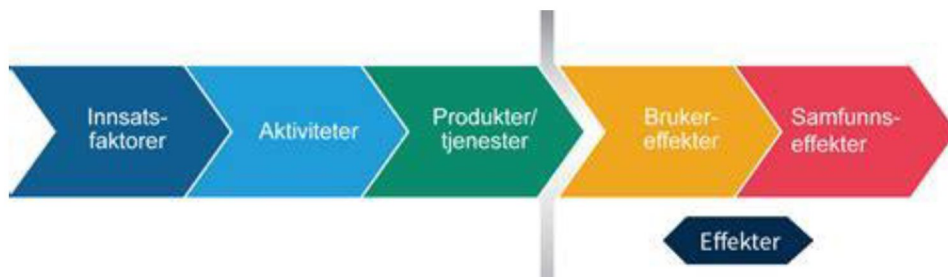 Innsats-
faktorer
Aktiviteter
Produkter/
tjenester
Bruker-
effekter
Samfunns-
effekter
Effekter